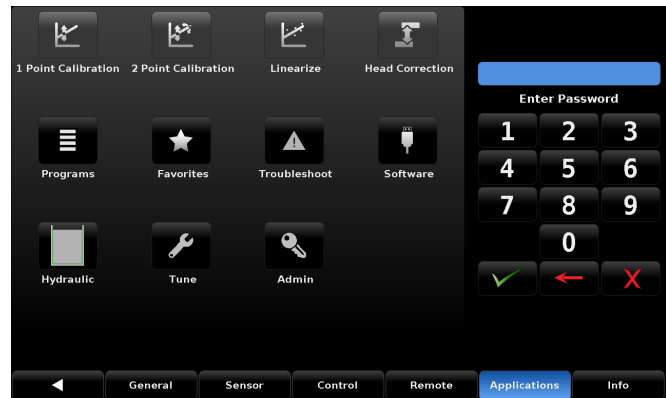 1 Point Calibration 2 Point Calibration Linearize Head Correction
Programs Favorites Troubleshoot Software
Hydraulic Tune Admin
Enter Password
1 2 3
4 5 6
7 8 9
0
X
General Sensor Control Remote Applications Info